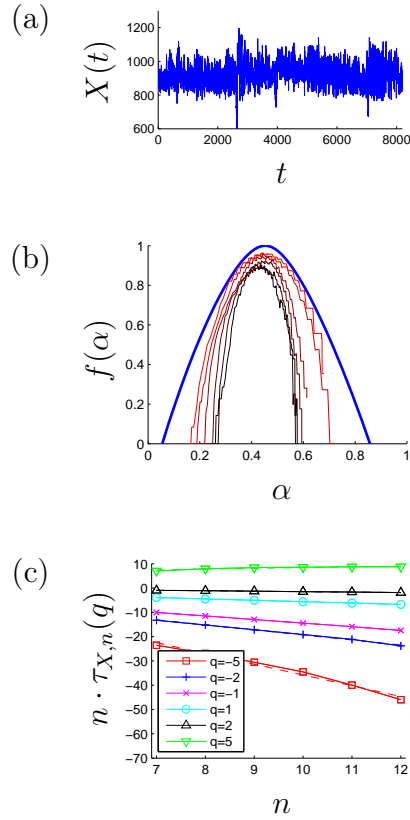 (a)
1200
1000
800
600
0 2000 4000 6000 8000
X(t)
t
(b)
1
0.8
0.6
0.4
0.2
0
0 0.2 0.4 0.6 0.8 1
f(α)
α
(c)
10
0
−10
−20
−30
−40
−50
−60
−70
7 8 9 10 11 12
n · τX,n(q)
n
q=−5
q=−2
q=−1
q=1
q=2
q=5